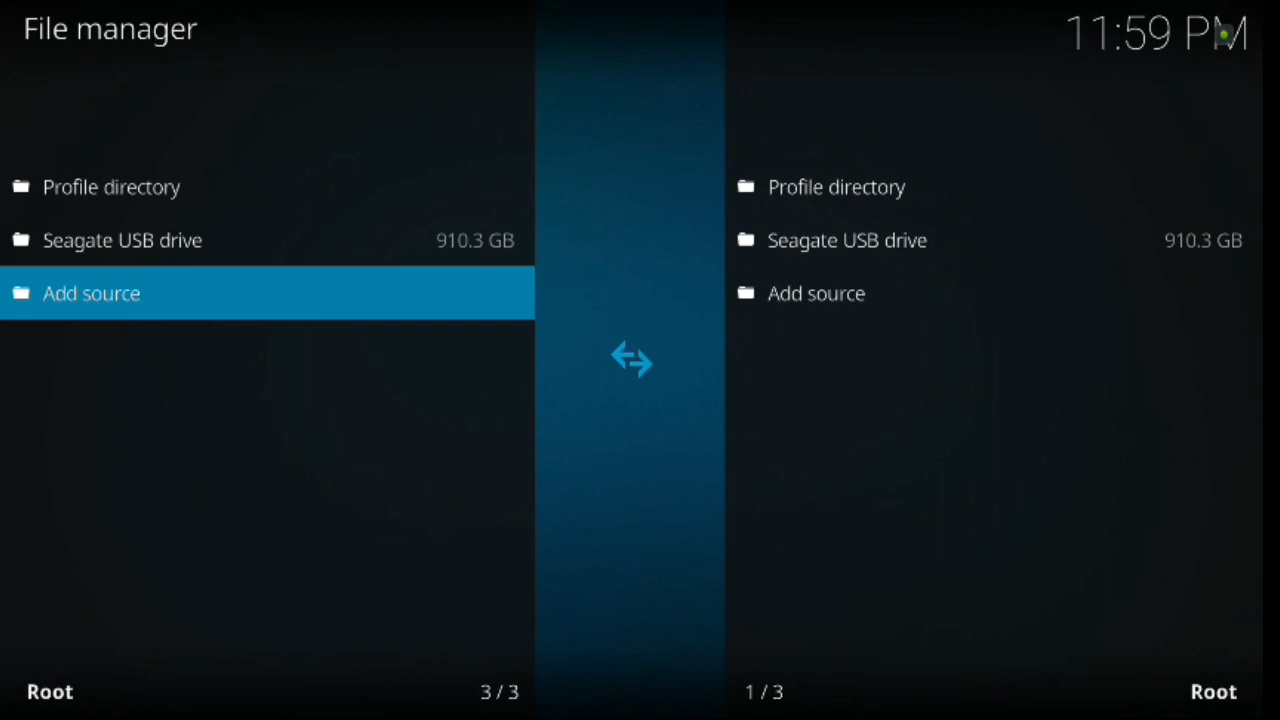 File manager
11:59 PM
Profile directory
Seagate USB drive 910.3 GB
Add source
Profile directory
Seagate USB drive 910.3 GB
Add source
Root 3 / 3
1 / 3 Root